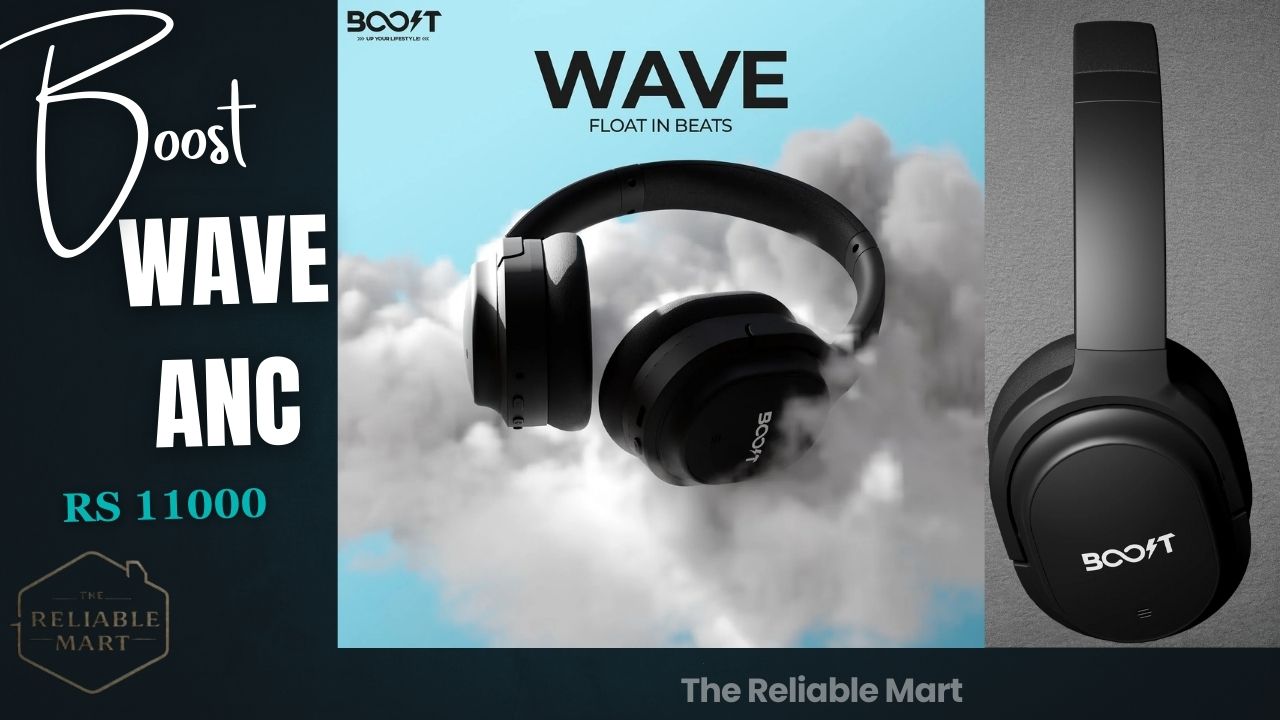 Boost
WAVE
ANC
RS 11000
THE
RELIABLE
MART
BOOST
UP YOUR LIFESTYLE!
WAVE
FLOAT IN BEATS
BOOST
BOOST
The Reliable Mart